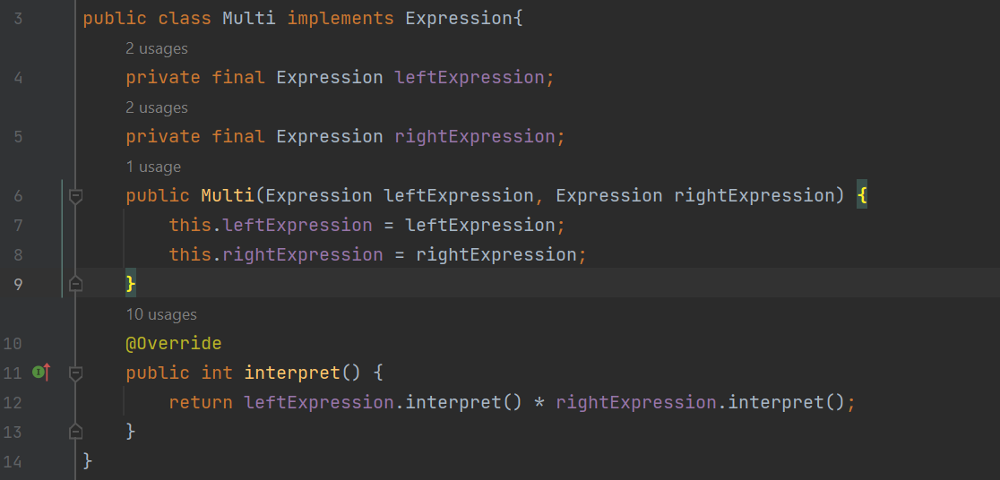 3 public class Multi implements Expression{
2 usages
4 private final Expression leftExpression;
2 usages
5 private final Expression rightExpression;
1 usage
6 public Multi(Expression leftExpression, Expression rightExpression) {
7 this.leftExpression = leftExpression;
8 this.rightExpression = rightExpression;
9 }
10 usages
10 @Override
11 public int interpret() {
12 return leftExpression.interpret() * rightExpression.interpret();
13 }
14 }